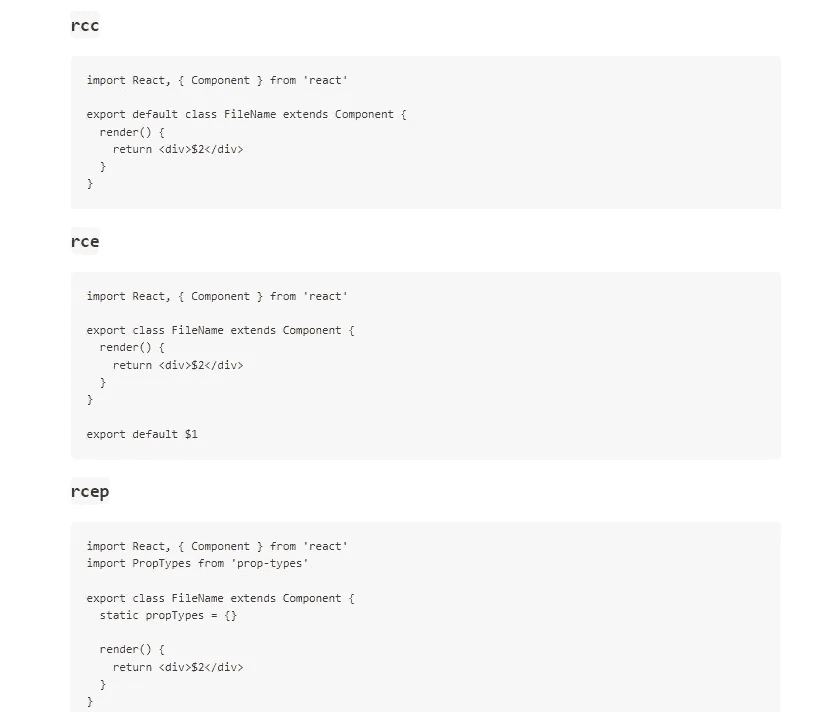 rcc
import React, { Component } from 'react'
export default class FileName extends Component {
render() {
return <div>$2</div>
}
}
rce
import React, { Component } from 'react'
export class FileName extends Component {
render() {
return <div>$2</div>
}
}
export default $1
rcep
import React, { Component } from 'react'
import PropTypes from 'prop-types'
export class FileName extends Component {
static propTypes = {}
render() {
return <div>$2</div>
}
}